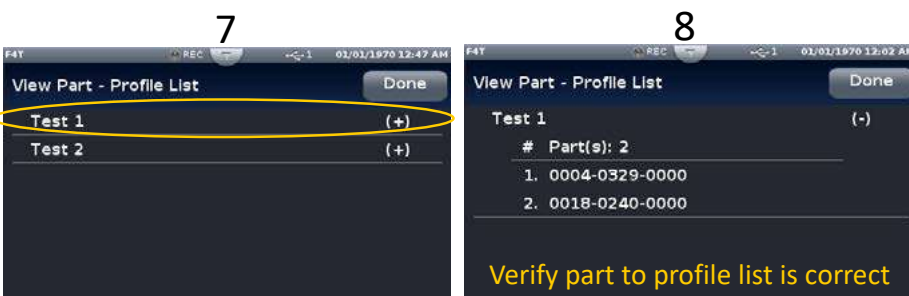 7
F4T REC 1 01/01/1970 12:47 AM
View Part - Profile List Done
Test 1 (+)
Test 2 (+)
8
F4T REC 1 01/01/1970 12:02
View Part - Profile List Done
Test 1 (-)
# Part(s): 2
1. 0004-0329-0000
2. 0018-0240-0000
Verify part to profile list is correct